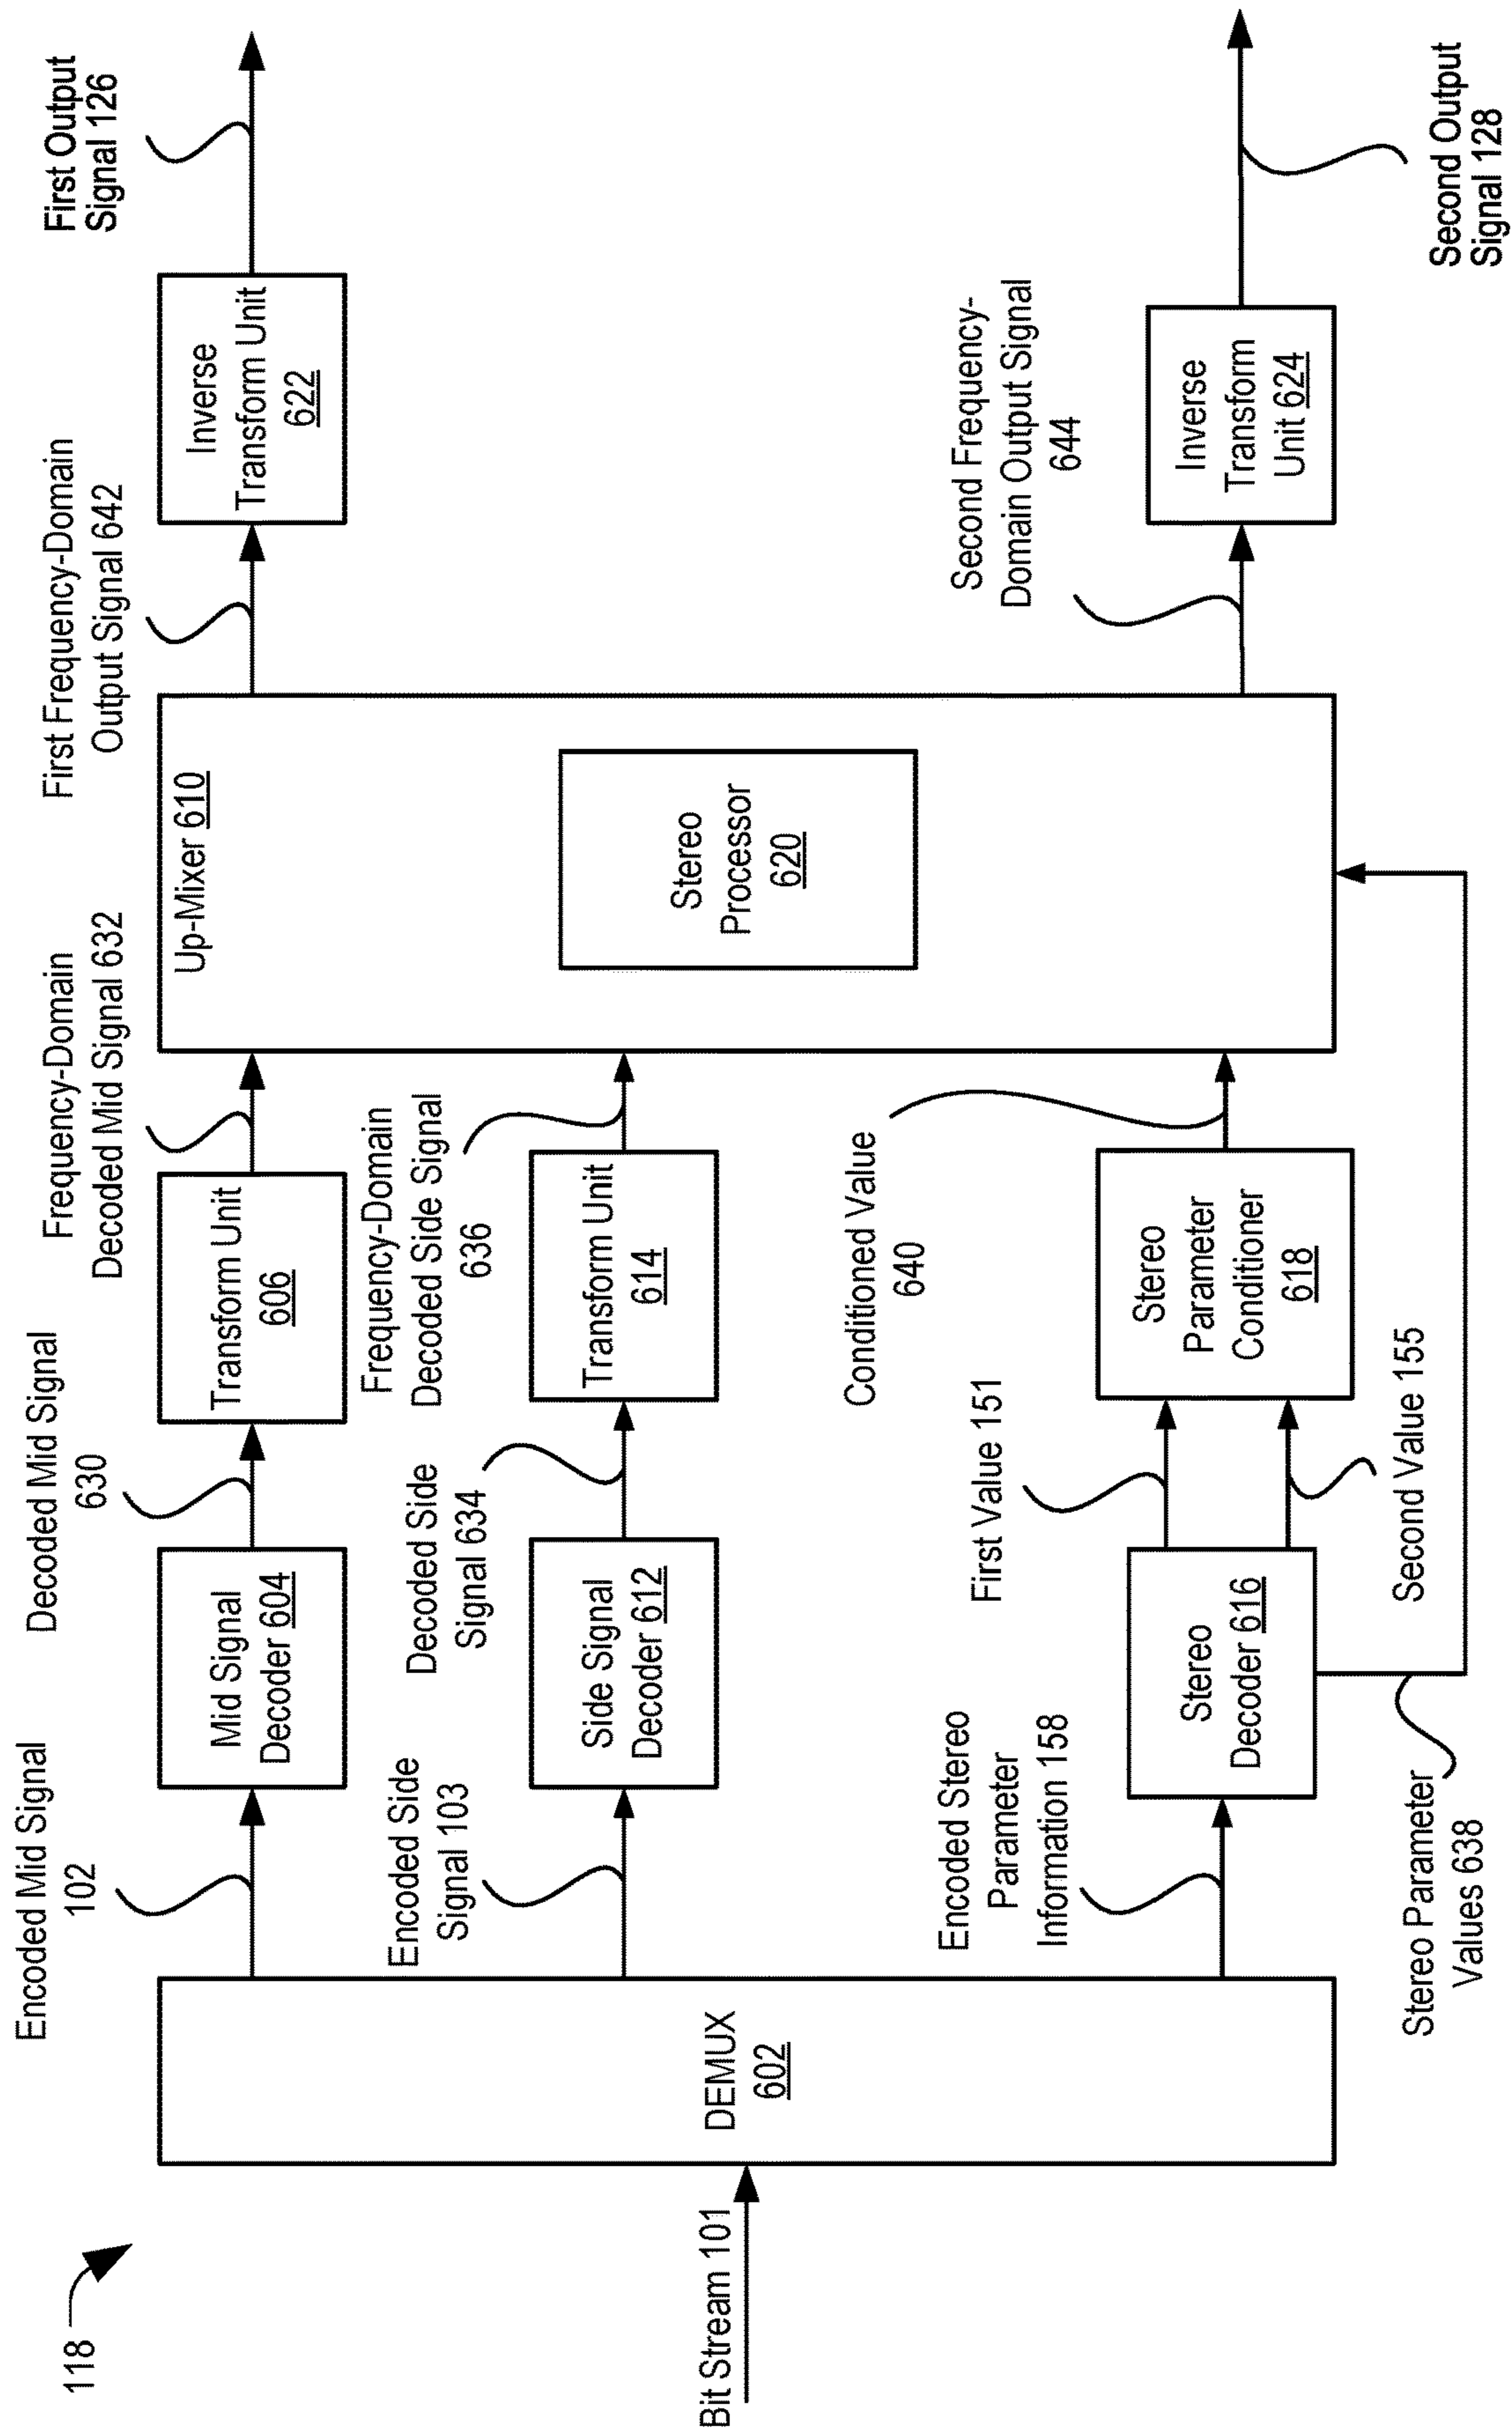 118
Bit Stream 101
DEMUX
602
Encoded Mid Signal
102
Mid Signal
Decoder 604
Decoded Mid Signal
630
Transform Unit
606
Frequency-Domain
Decoded Mid Signal 632
Encoded Side
Signal 103
Side Signal
Decoder 612
Decoded Side
Signal 634
Transform Unit
614
Frequency-Domain
Decoded Side Signal
636
Encoded Stereo
Parameter
Information 158
Stereo
Decoder 616
First Value 151
Second Value 155
Stereo Parameter
Values 638
Stereo
Parameter
Conditioner
618
Conditioned Value
640
Up-Mixer 610
Stereo
Processor
620
First Frequency-Domain
Output Signal 642
Inverse
Transform Unit
622
First Output
Signal 126
Second Frequency-
Domain Output Signal
644
Inverse
Transform
Unit 624
Second Output
Signal 128